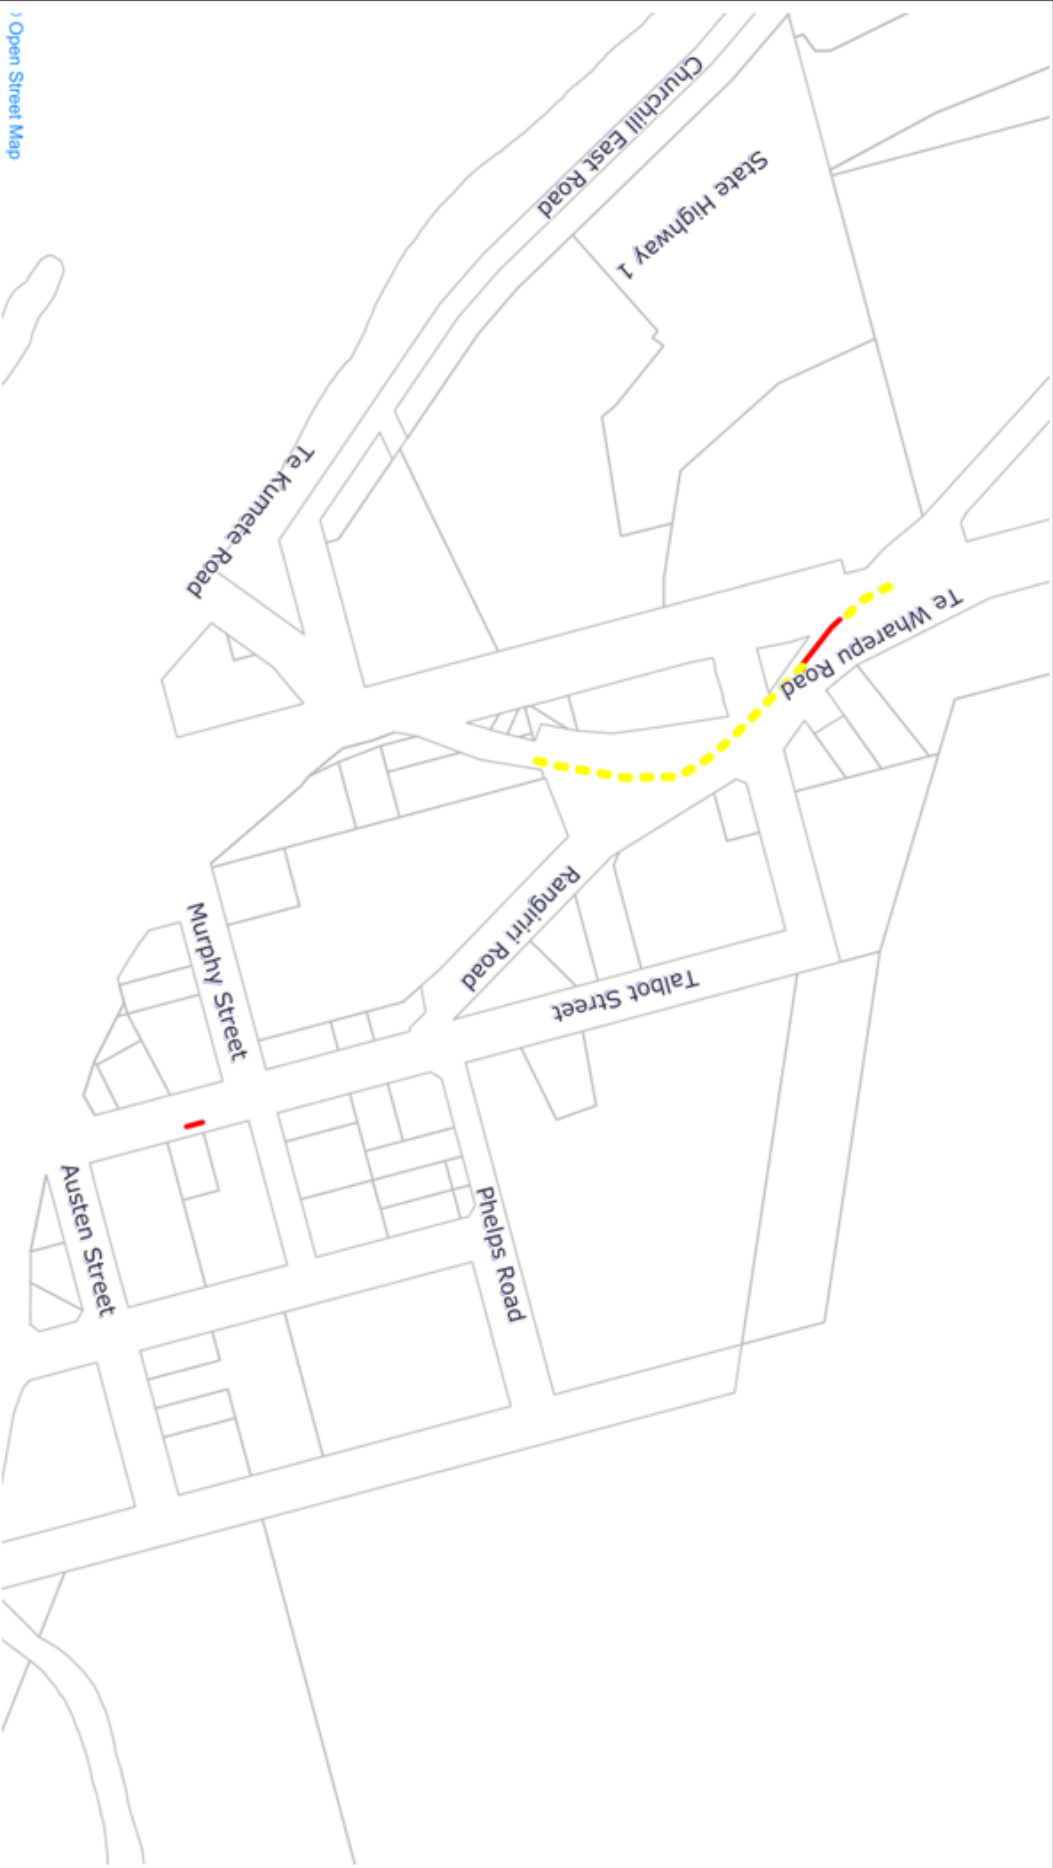 ) Open Street Map
Churchill East Road
State Highway 1
Te Kumete Road
Te Wharepu Road
Rangiriri Road
Murphy Street
Talbot Street
Austen Street
Phelps Road